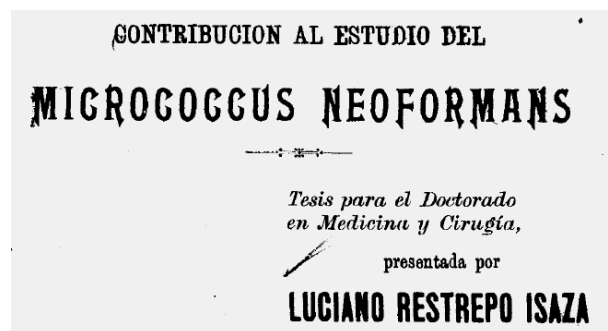 CONTRIBUCION AL ESTUDIO DEL
MICROCOCCUS NEOFORMANS
Tesis para el Doctorado
en Medicina y Cirugía,
presentada por
LUCIANO RESTREPO ISAZA